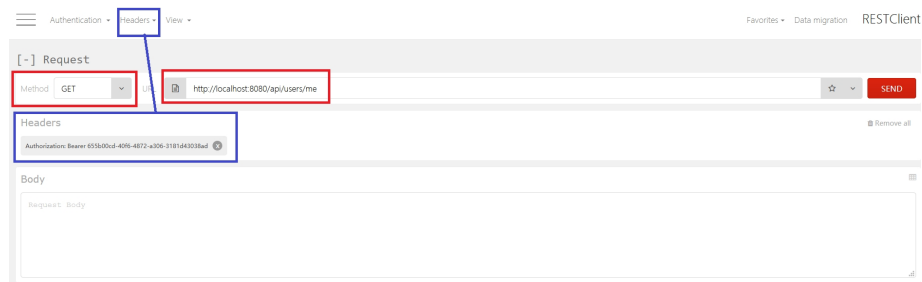 Authentication Headers View Favorites Data migration RESTClient
[-] Request
Method GET URL http://localhost:8080/api/users/me SEND
Headers Remove all
Authorization: Bearer 655b00cd-40f6-4872-a306-3181d43038ad
Body
Request Body